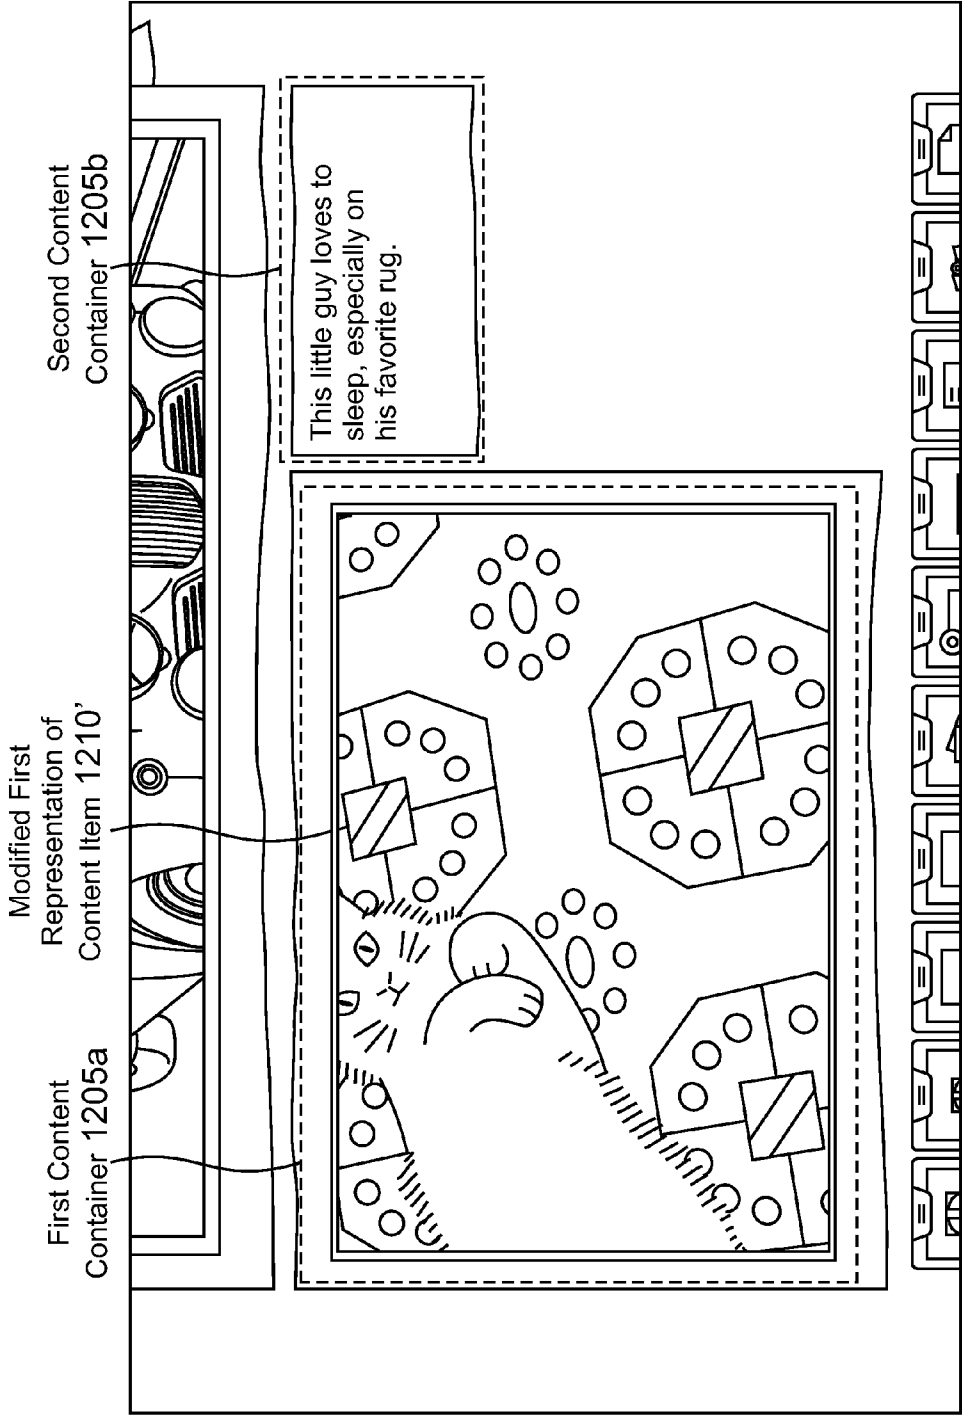 First Content
Container 1205a
Modified First
Representation of
Content Item 1210’
Second Content
Container 1205b
This little guy loves to
sleep, especially on
his favorite rug.